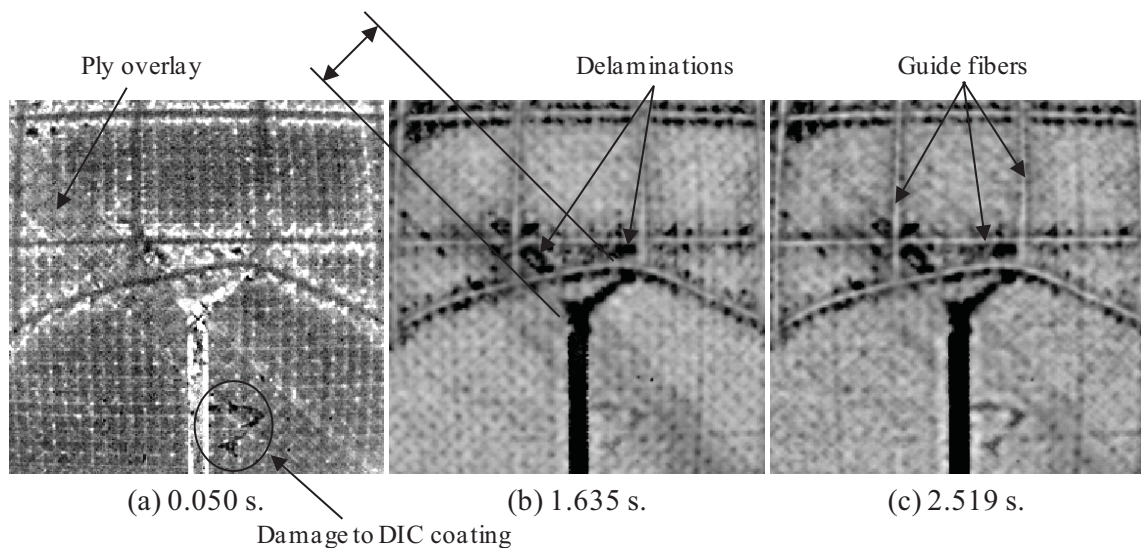 Ply overlay
Delaminations
Guide fibers
(a) 0.050 s.
(b) 1.635 s.
(c) 2.519 s.
Damage to DIC coating